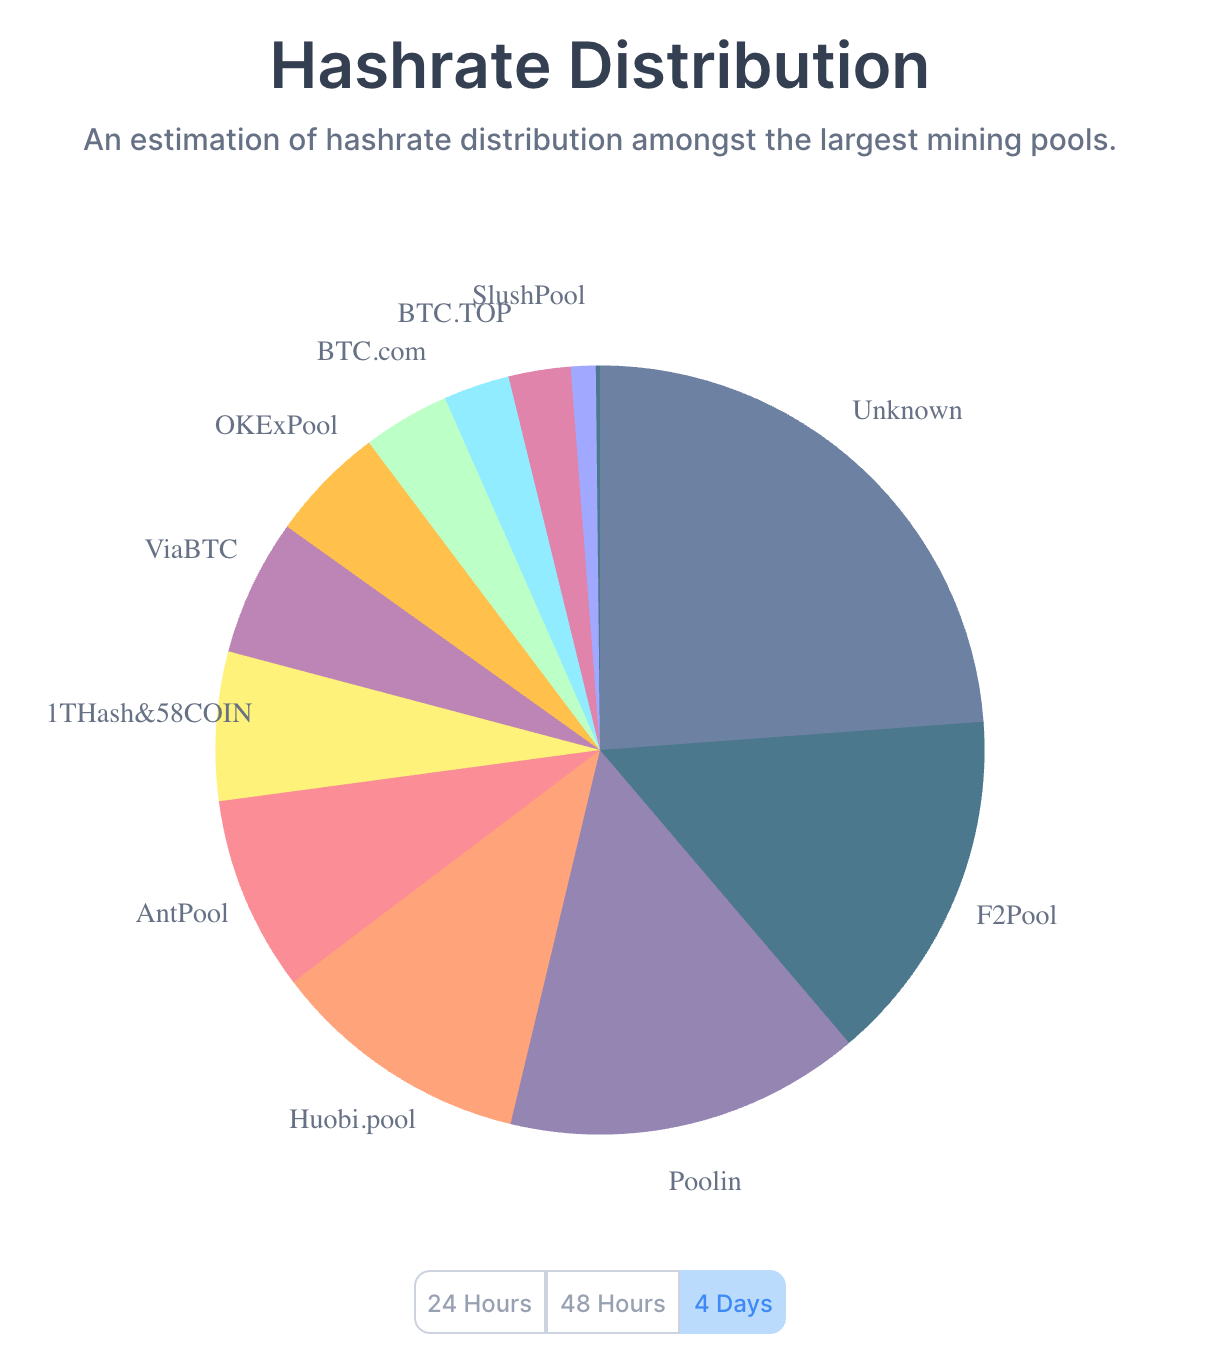 Hashrate Distribution
An estimation of hashrate distribution amongst the largest mining pools.
SlushPool
BTC.TOP
BTC.com
Unknown
OKExPool
ViaBTC
1THash&58COIN
AntPool
F2Pool
Huobi.pool
Poolin
24 Hours
48 Hours
4 Days